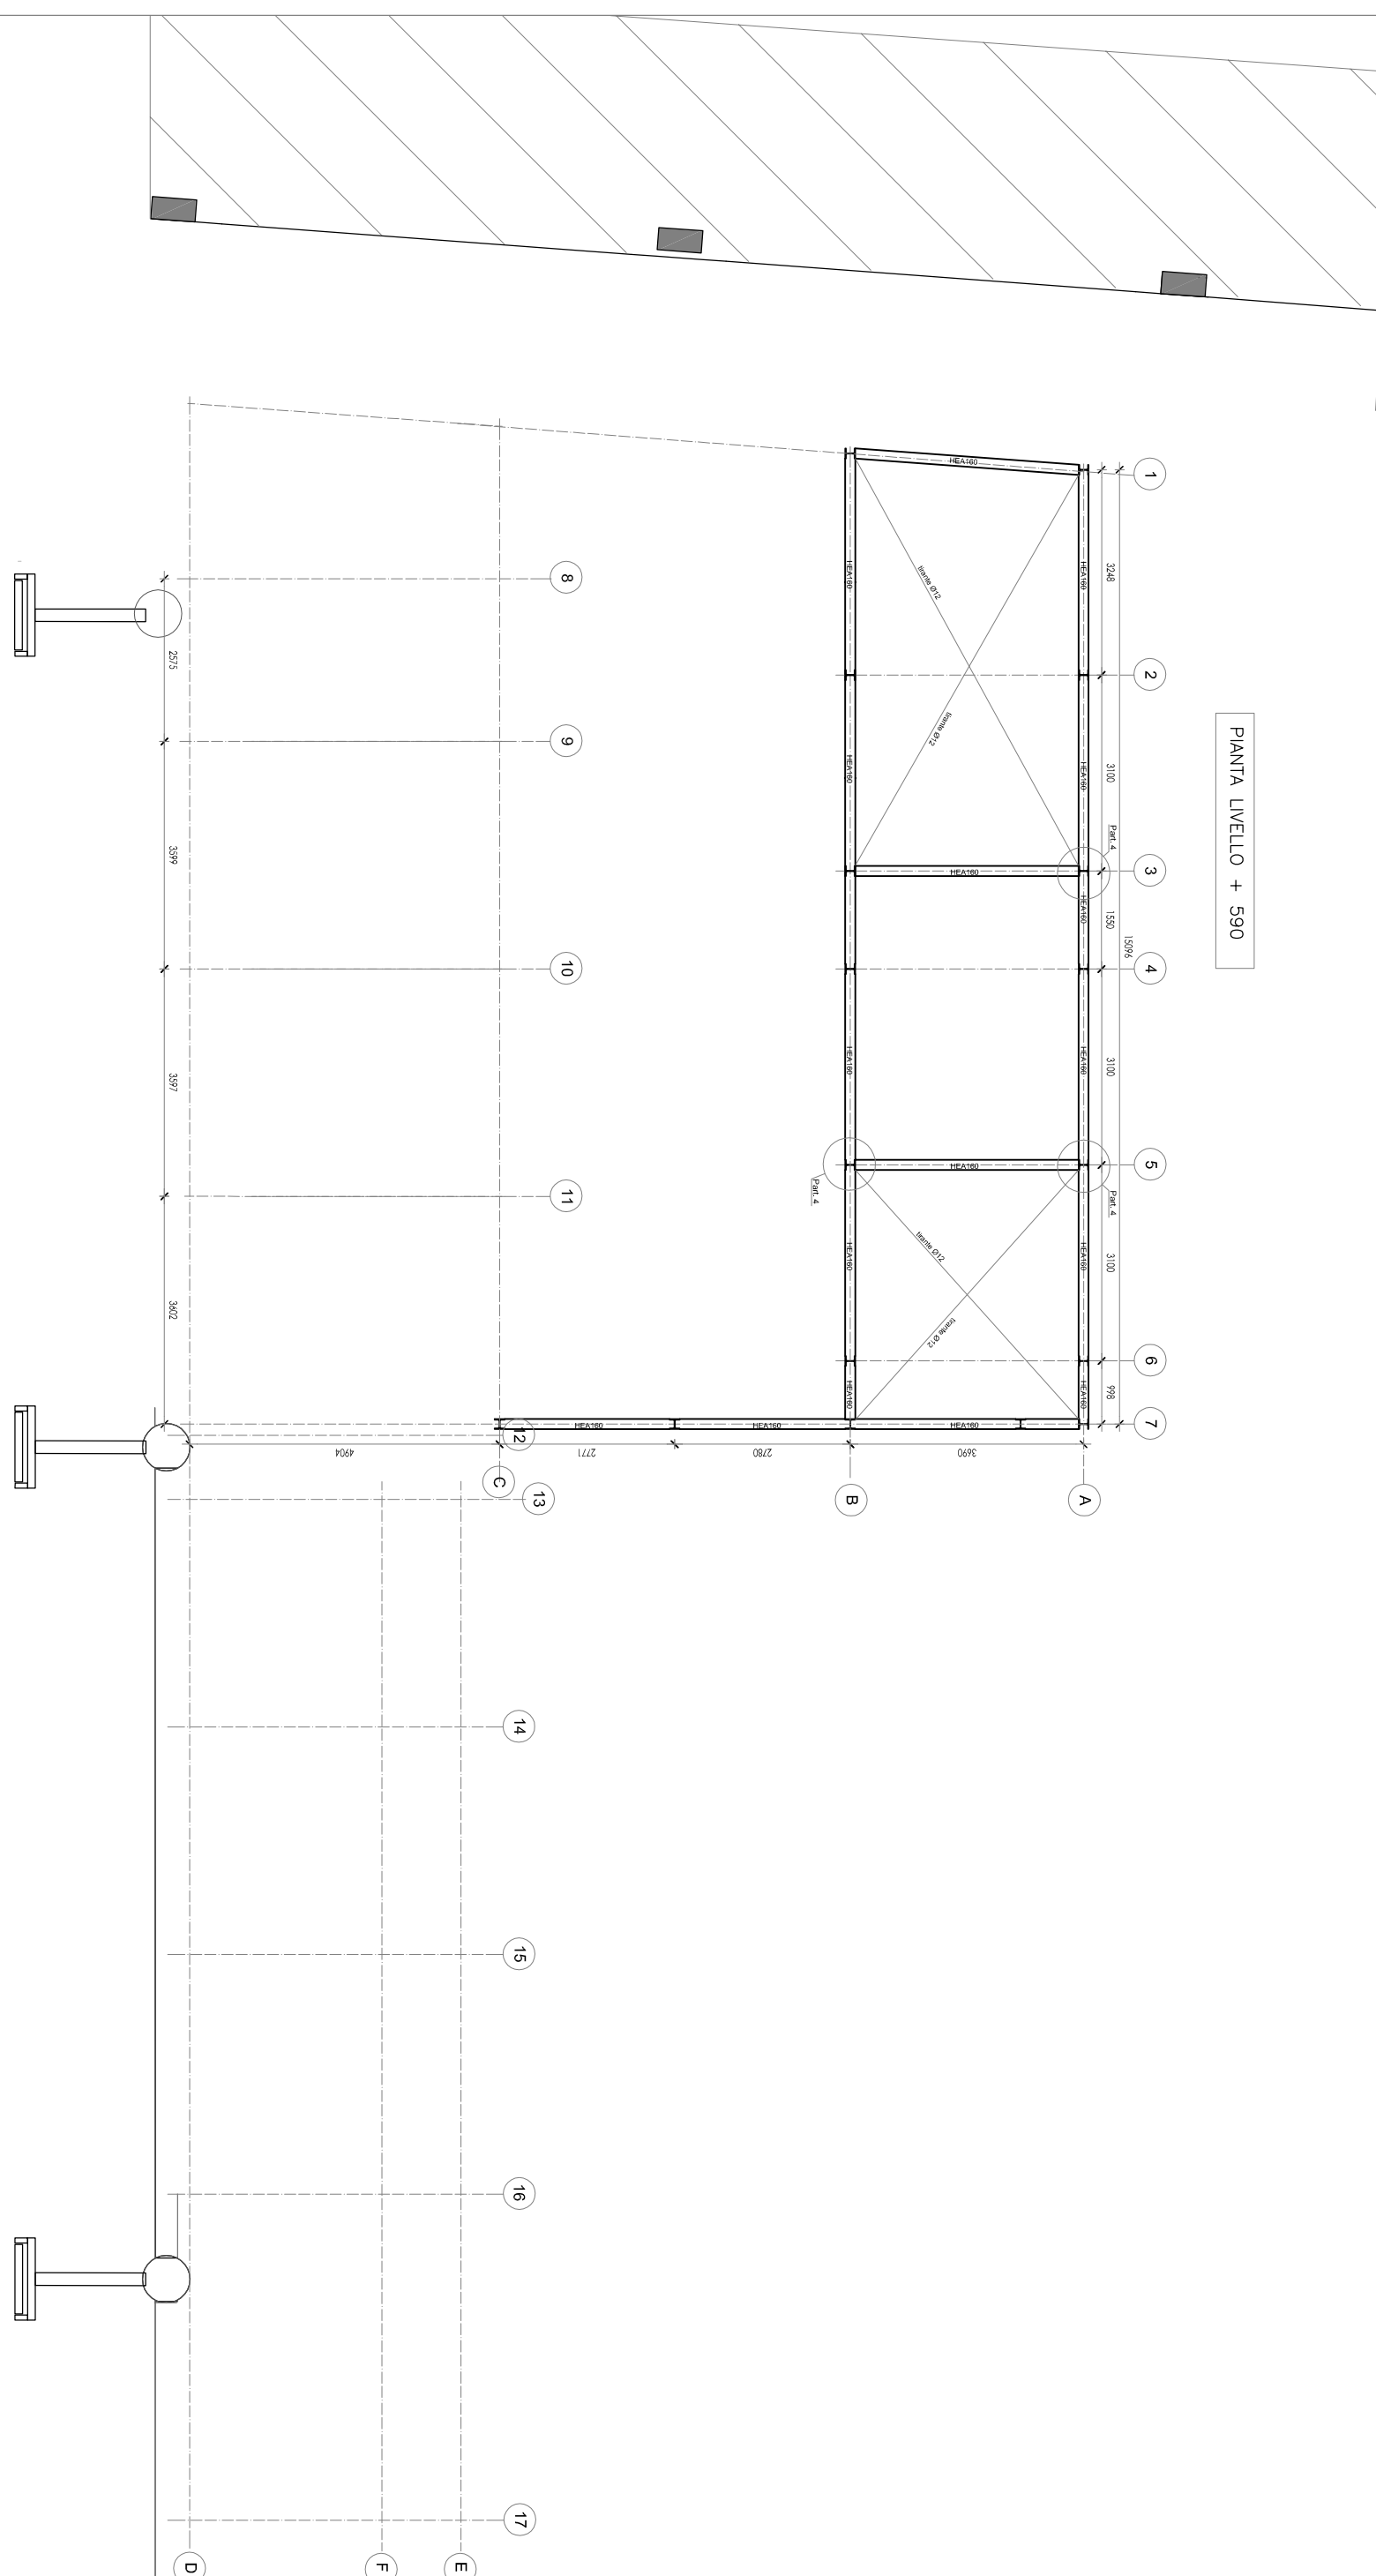 PIANTA LIVELLO + 590
1
2
3
4
5
6
7
15096
3248
3100
1550
3100
3100
998
Part. 4
Part. 4
HEA160
HEA160
HEA160
HEA160
HEA160
HEA160
HEA160
HEA160
HEA160
tirante Ø12
tirante Ø12
tirante Ø12
tirante Ø12
HEA160
HEA160
HEA160
HEA160
HEA160
Part. 4
HEA160
HEA160
HEA160
3690
2780
2771
4904
A
B
C
8
9
10
11
12
13
14
15
16
17
2575
3599
3597
3602
E
F
D